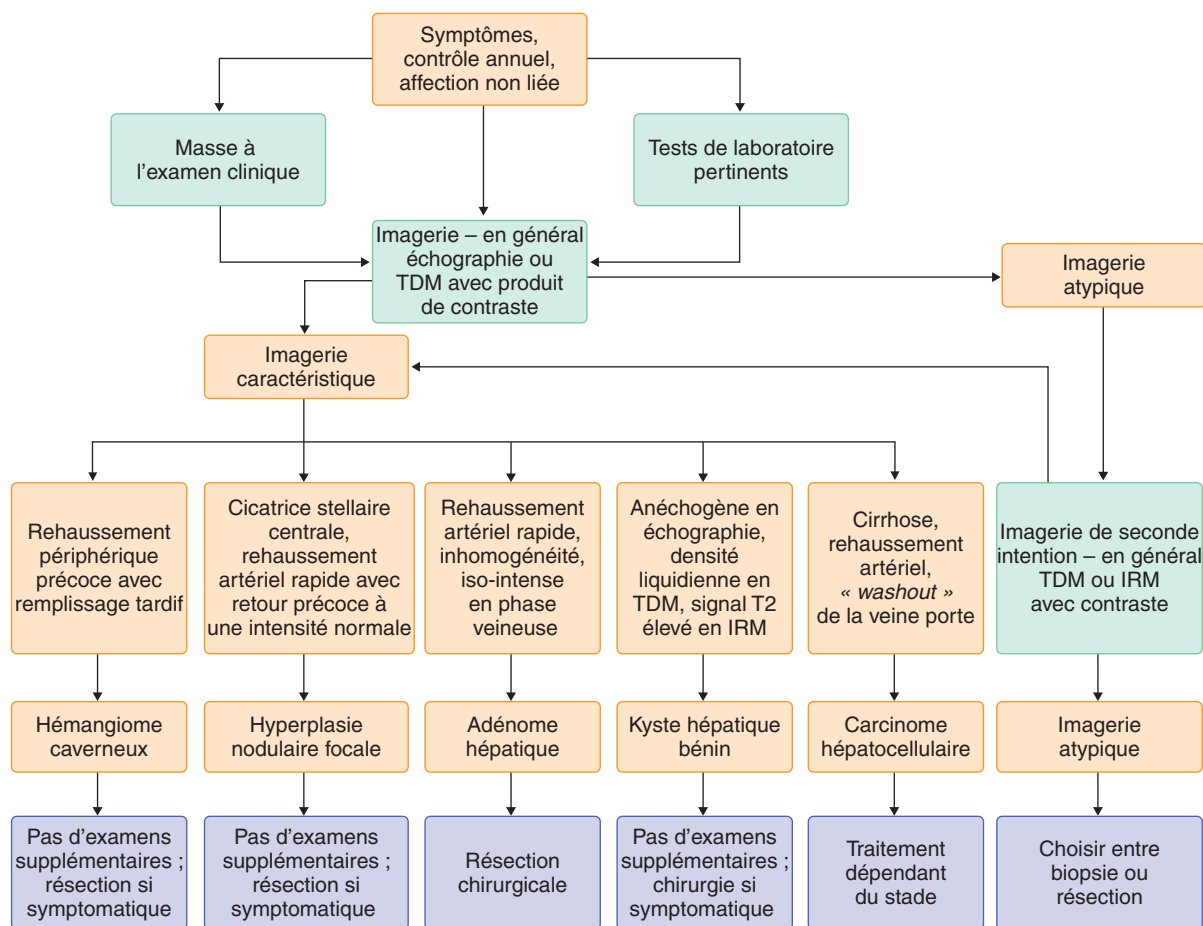 Symptômes,
contrôle annuel,
affection non liée
Masse à
l'examen clinique
Tests de laboratoire
pertinents
Imagerie – en général
échographie ou
TDM avec produit
de contraste
Imagerie
atypique
Imagerie
caractéristique
Rehaussement
périphérique
précoce avec
remplissage tardif
Cicatrice stellaire
centrale,
rehaussement
artériel rapide avec
retour précoce à
une intensité normale
Rehaussement
artériel rapide,
inhomogénéité,
iso-intense
en phase
veineuse
Anéchogène en
échographie,
densité
liquidienne en
TDM, signal T2
élevé en IRM
Cirrhose,
rehaussement
artériel,
« washout »
de la veine porte
Imagerie de seconde
intention – en général
TDM ou IRM
avec contraste
Hémangiome
caverneux
Hyperplasie
nodulaire focale
Adénome
hépatique
Kyste hépatique
bénin
Carcinome
hépatocellulaire
Imagerie
atypique
Pas d'examens
supplémentaires ;
résection si
symptomatique
Pas d'examens
supplémentaires ;
résection si
symptomatique
Résection
chirurgicale
Pas d'examens
supplémentaires ;
chirurgie si
symptomatique
Traitement
dépendant
du stade
Choisir entre
biopsie ou
résection